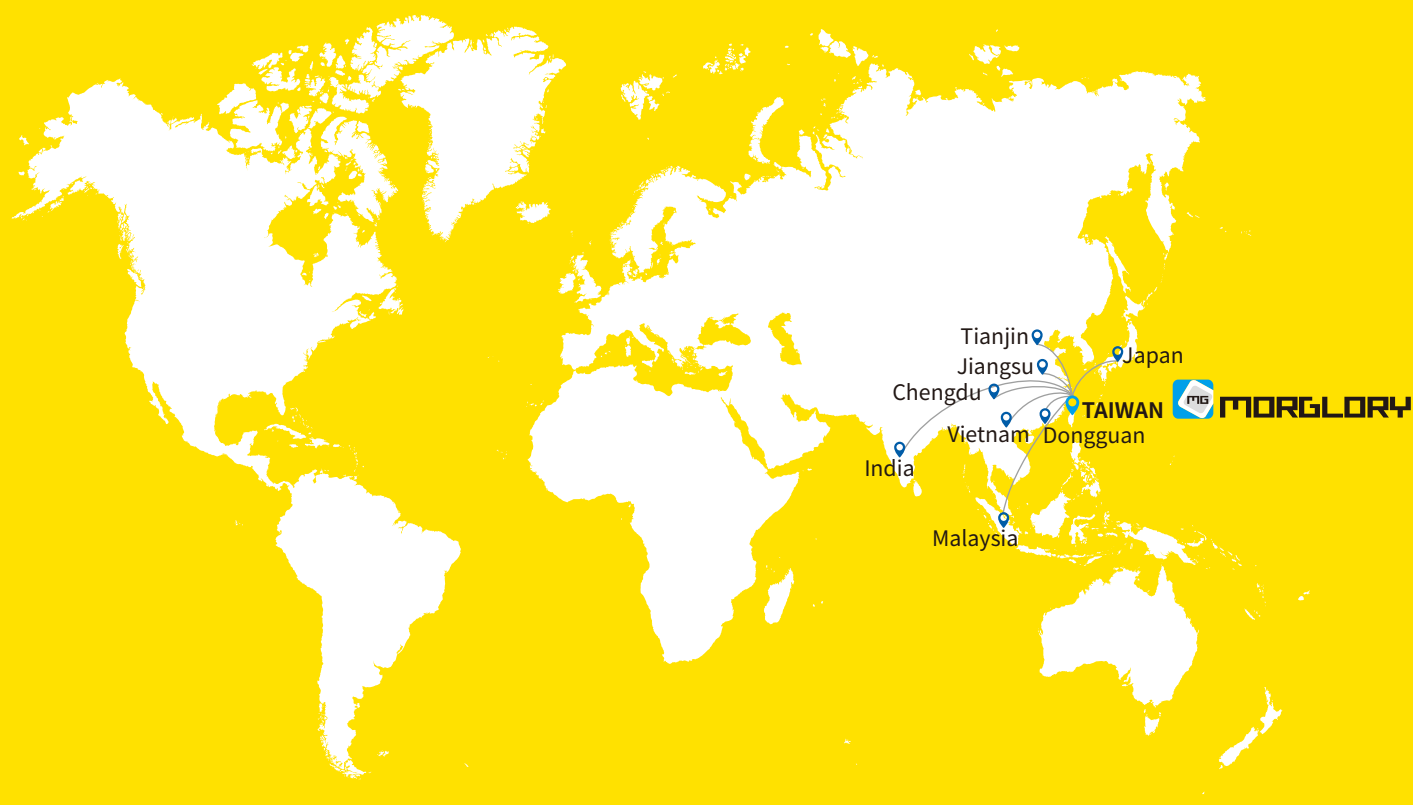 Tianjin
Japan
Jiangsu
Chengdu
TAIWAN MG MORGLORY
Vietnam Dongguan
India
Malaysia